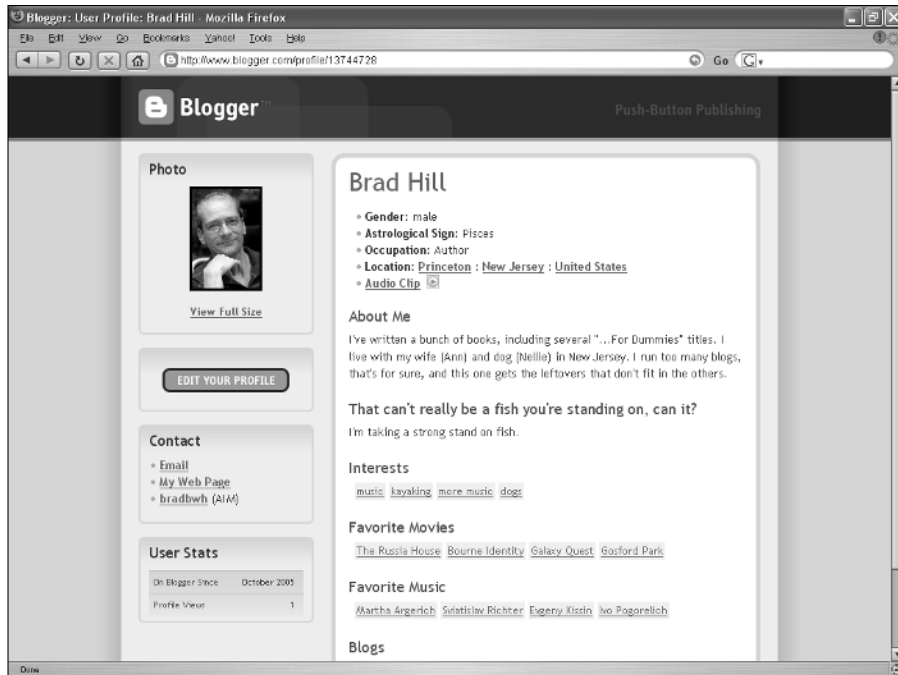 Blogger: User Profile: Brad Hill - Mozilla Firefox
File Edit View Go Bookmarks Yahoo! Tools Help
http://www.blogger.com/profile/13744728 Go G
Blogger™ Push-Button Publishing
Photo
View Full Size
EDIT YOUR PROFILE
Contact
Email
My Web Page
bradbwh (AIM)
User Stats
On Blogger Since October 2005
Profile Views 1
Brad Hill
Gender: male
Astrological Sign: Pisces
Occupation: Author
Location: Princeton : New Jersey : United States
Audio Clip
About Me
I've written a bunch of books, including several "...For Dummies" titles. I
live with my wife (Ann) and dog (Nellie) in New Jersey. I run too many blogs,
that's for sure, and this one gets the leftovers that don't fit in the others.
That can't really be a fish you're standing on, can it?
I'm taking a strong stand on fish.
Interests
music kayaking more music dogs
Favorite Movies
The Russia House Bourne Identity Galaxy Quest Gosford Park
Favorite Music
Martha Argerich Sviatislav Richter Evgeny Kissin Ivo Pogorelich
Blogs
Done